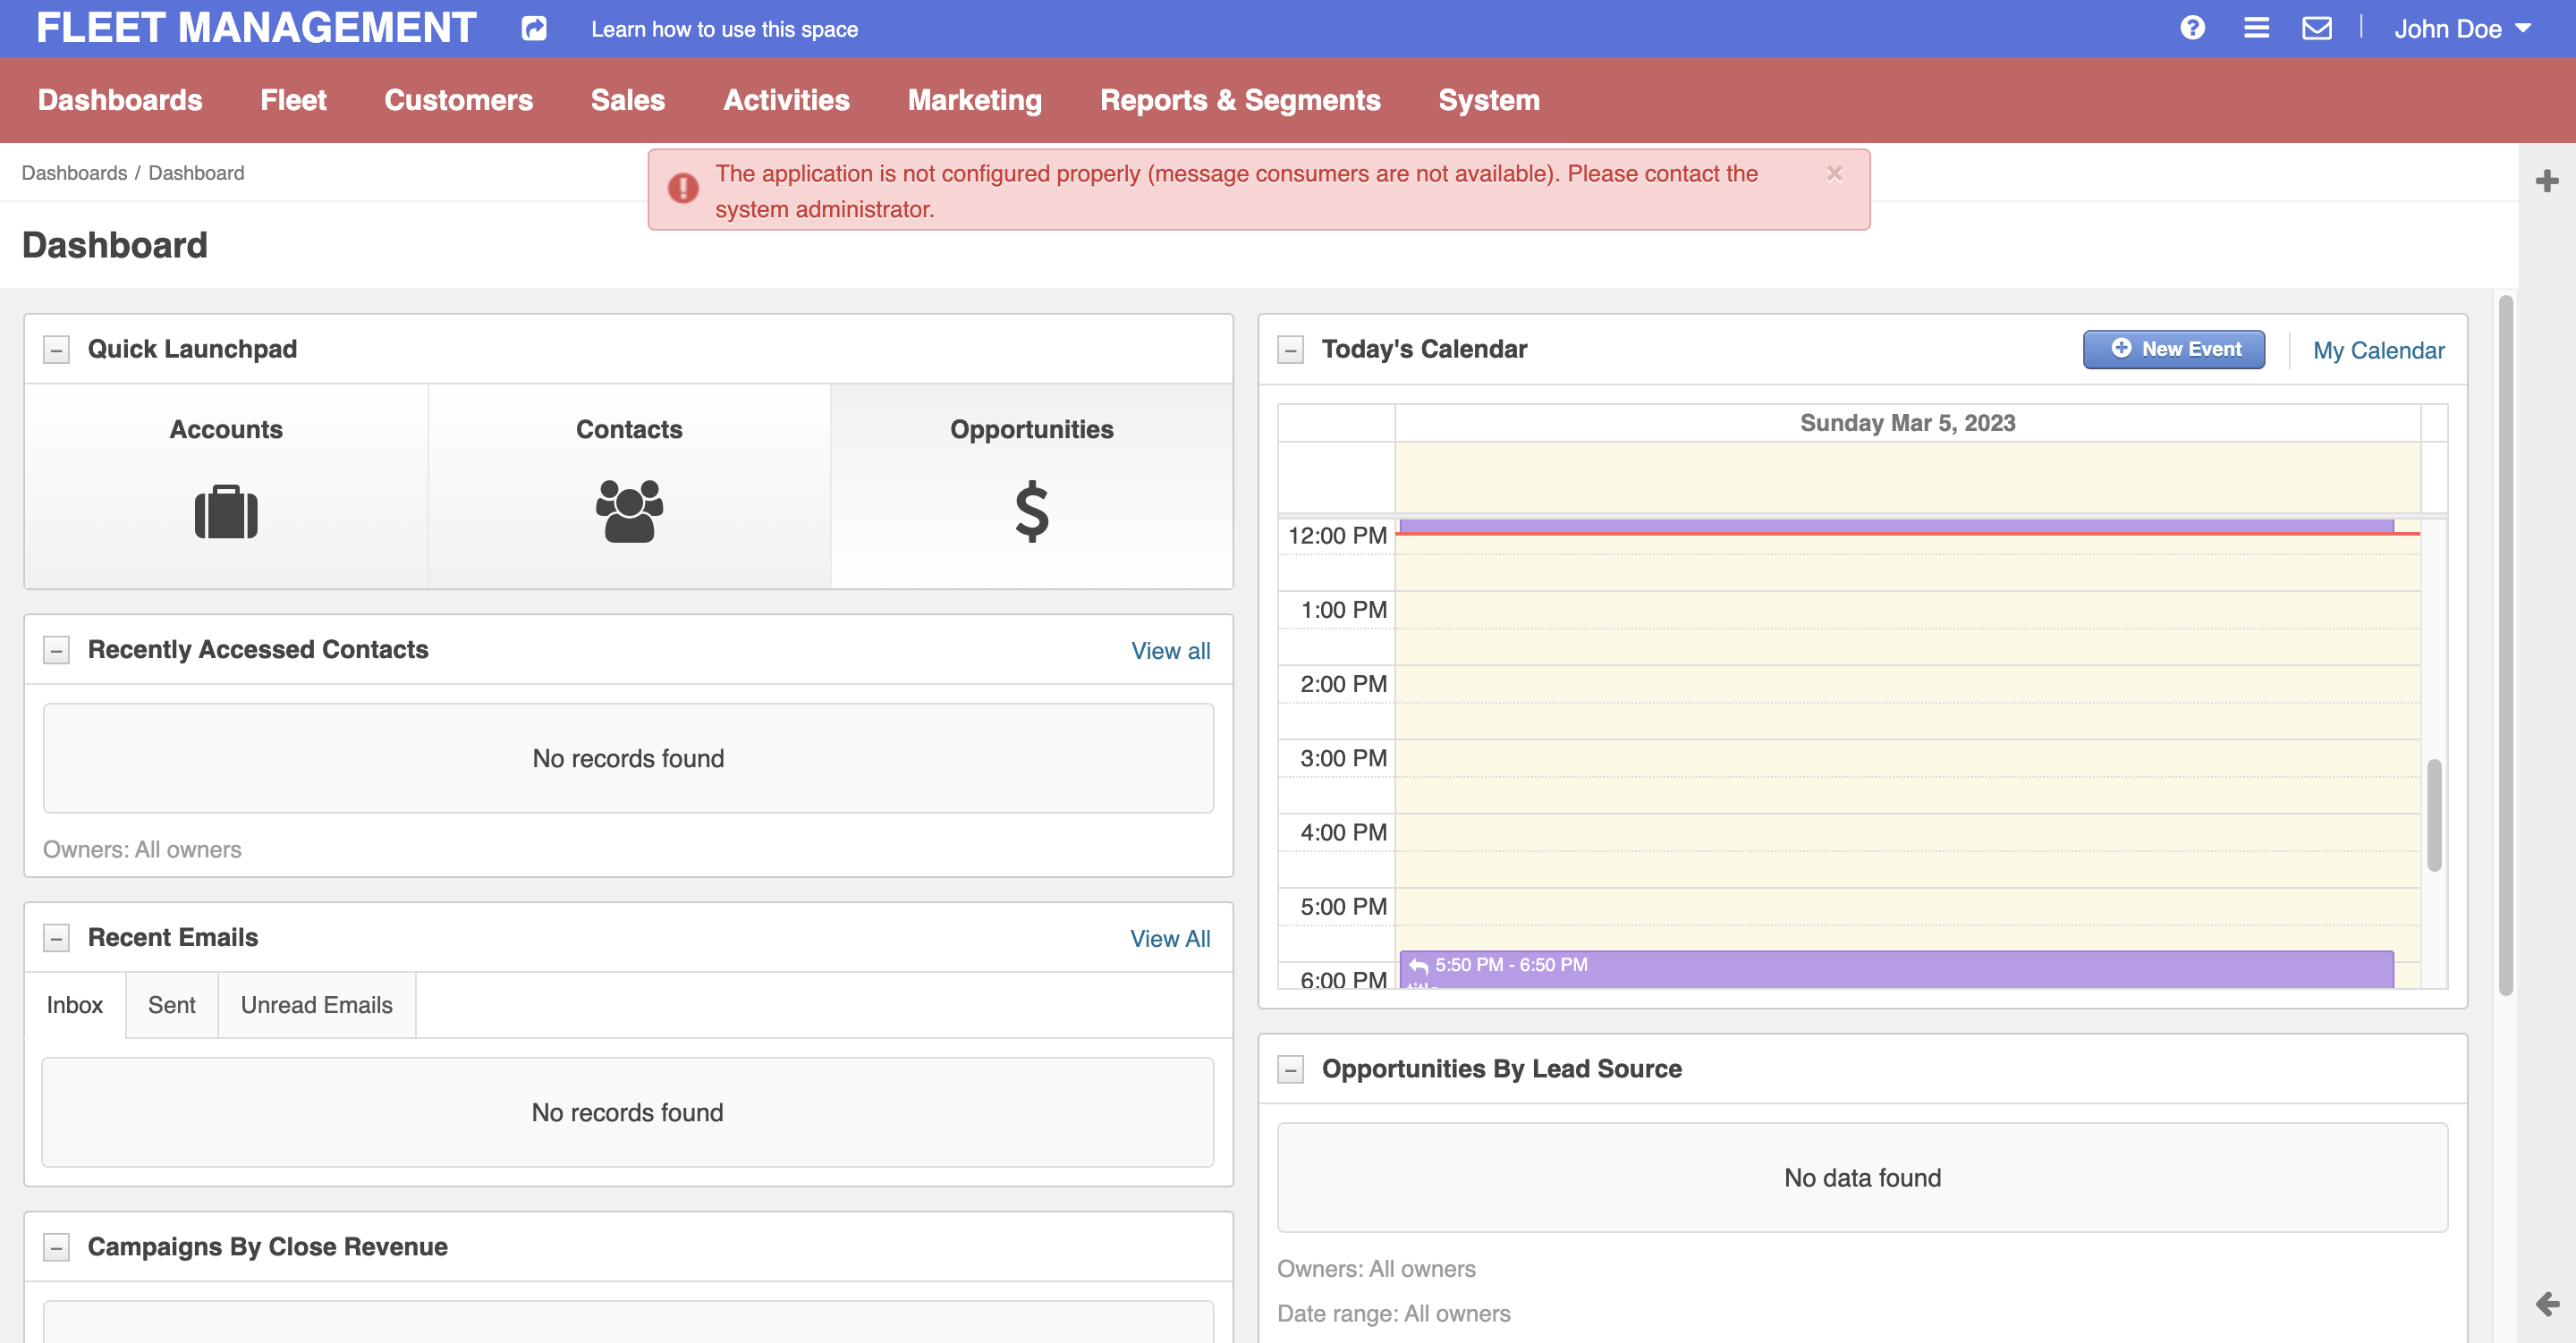 FLEET MANAGEMENT
Learn how to use this space
John Doe
Dashboards
Fleet
Customers
Sales
Activities
Marketing
Reports & Segments
System
Dashboards / Dashboard
The application is not configured properly (message consumers are not available). Please contact the
system administrator.
Dashboard
Quick Launchpad
Accounts
Contacts
Opportunities
Recently Accessed Contacts
View all
No records found
Owners: All owners
Recent Emails
View All
Inbox
Sent
Unread Emails
No records found
Campaigns By Close Revenue
Today's Calendar
New Event
My Calendar
Sunday Mar 5, 2023
12:00 PM
1:00 PM
2:00 PM
3:00 PM
4:00 PM
5:00 PM
5:50 PM - 6:50 PM
6:00 PM
Opportunities By Lead Source
No data found
Owners: All owners
Date range: All owners